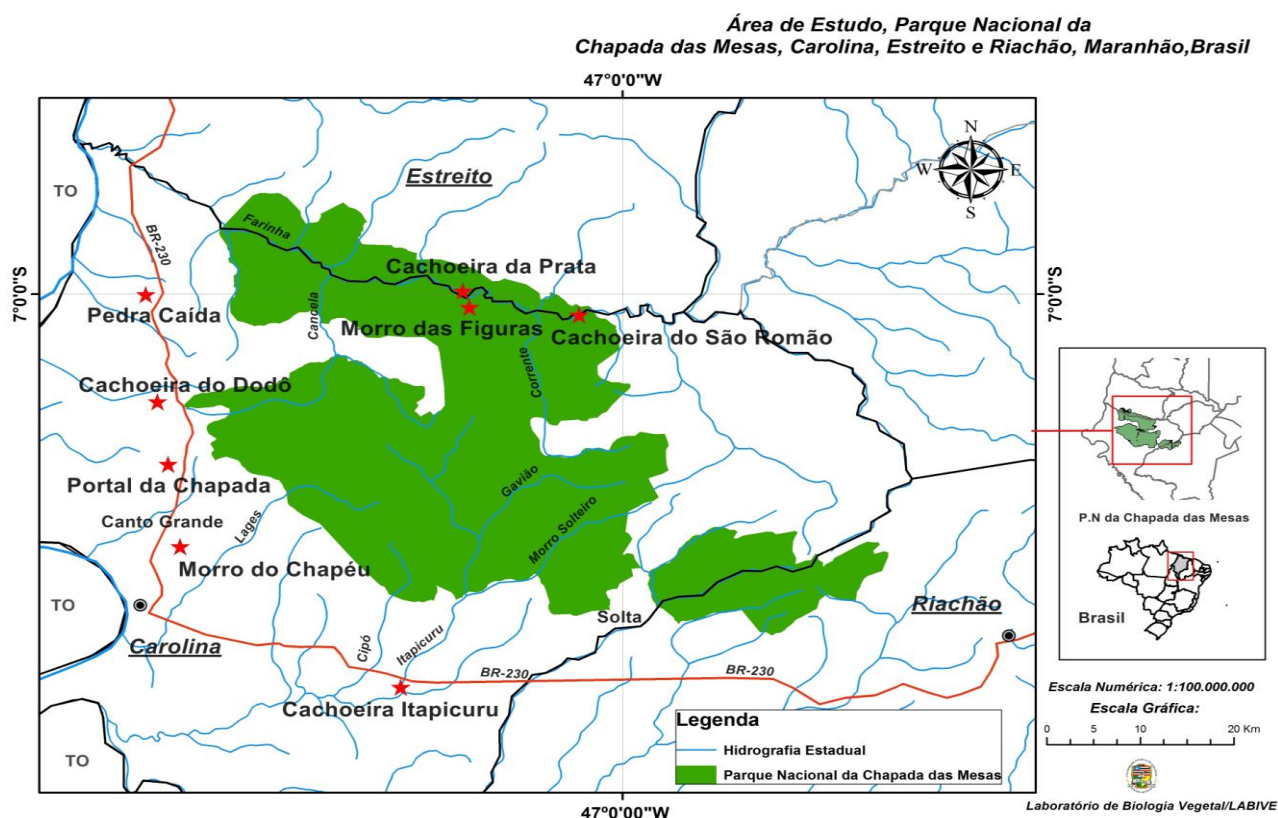 Área de Estudo, Parque Nacional da
Chapada das Mesas, Carolina, Estreito e Riachão, Maranhão,Brasil
47°0'0"W
N
W
E
S
TO
Estreito
BR-230
Farinha
Cachoeira da Prata
7°0'0"S
7°0'0"S
Pedra Caída
Cancela
Morro das Figuras
Cachoeira do São Romão
Corrente
Cachoeira do Dodô
Portal da Chapada
Gavião
Canto Grande
Lages
Morro Solteiro
Morro do Chapéu
P.N da Chapada das Mesas
TO
Solta
Riachão
Brasil
Carolina
Cipó
Itapicuru
BR-230
BR-230
Cachoeira Itapicuru
TO
Legenda
Hidrografia Estadual
Parque Nacional da Chapada das Mesas
Escala Numérica: 1:100.000.000
Escala Gráfica:
0 5 10 20 Km
Laboratório de Biologia Vegetal/LABIVE
47°0'0"W